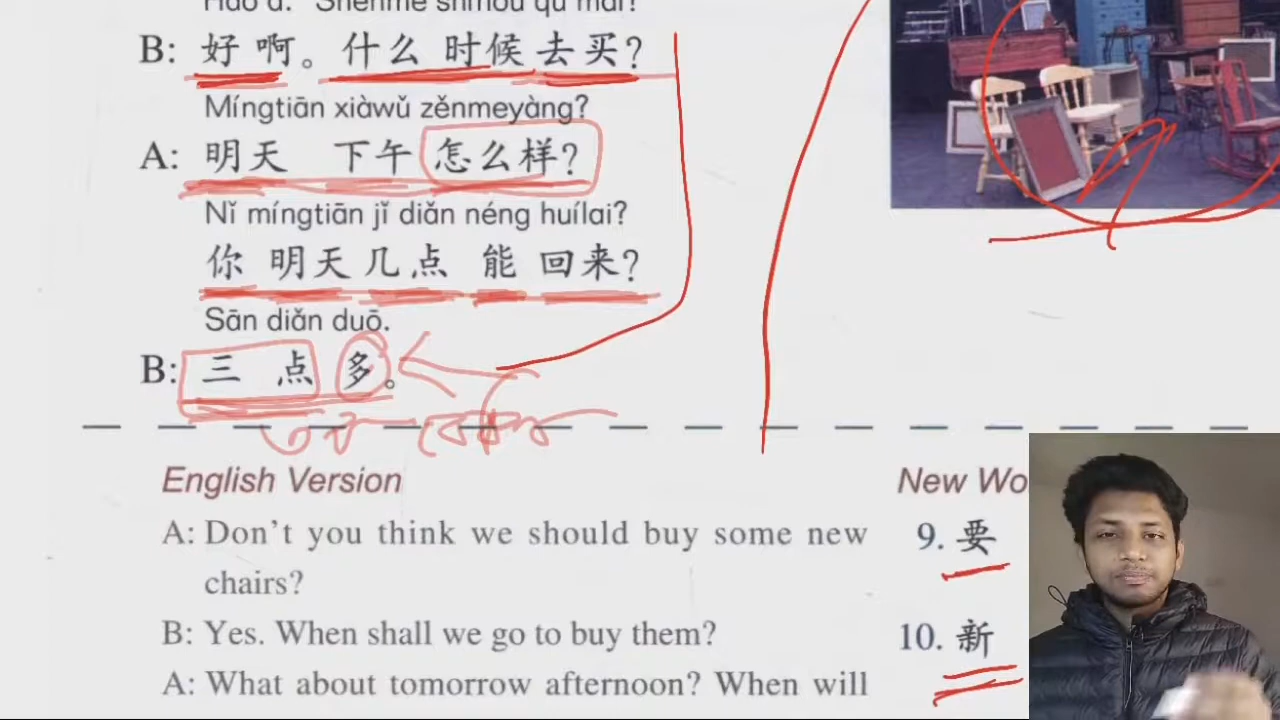 B: 好啊。什么时候去买?
Míngtiān xiàwǔ zěnmeyàng?
A: 明天 下午 怎么样?
Nǐ míngtiān jǐ diǎn néng huílai?
你 明天几点 能 回来?
Sān diǎn duō.
B: 三 点 多。
English Version
A: Don't you think we should buy some new
chairs?
B: Yes. When shall we go to buy them?
A: What about tomorrow afternoon? When will
New Wo
9. 要
10. 新